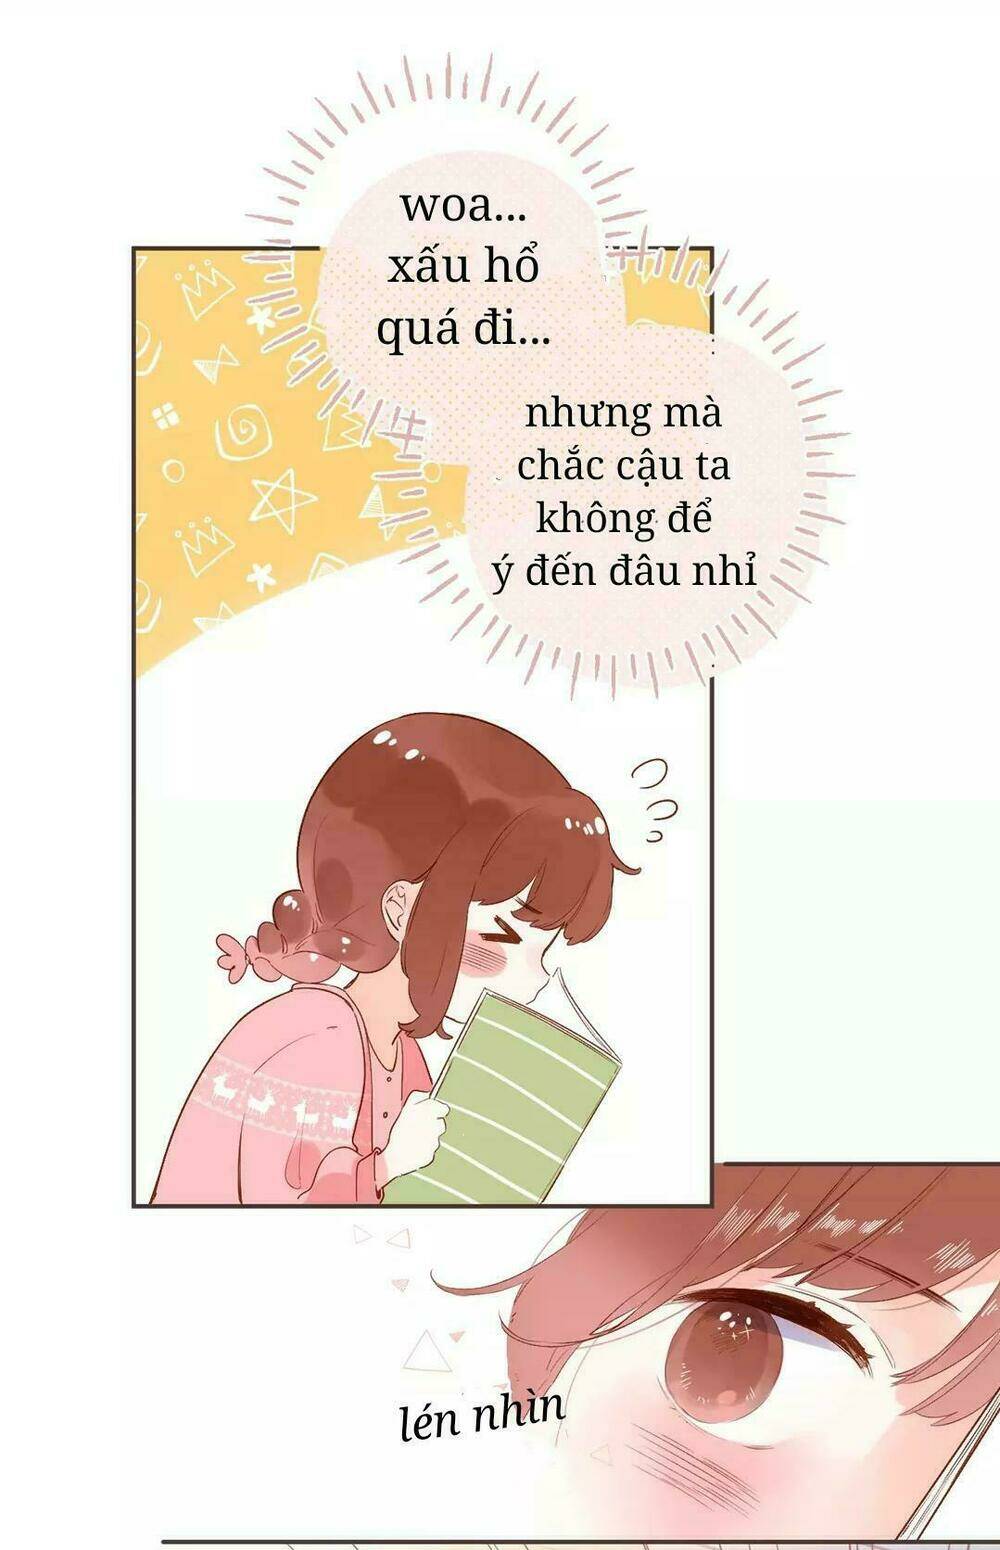 woa...
xấu hổ
quá đi...
nhưng mà
chắc cậu ta
không để
ý đến đâu nhỉ
lén nhìn